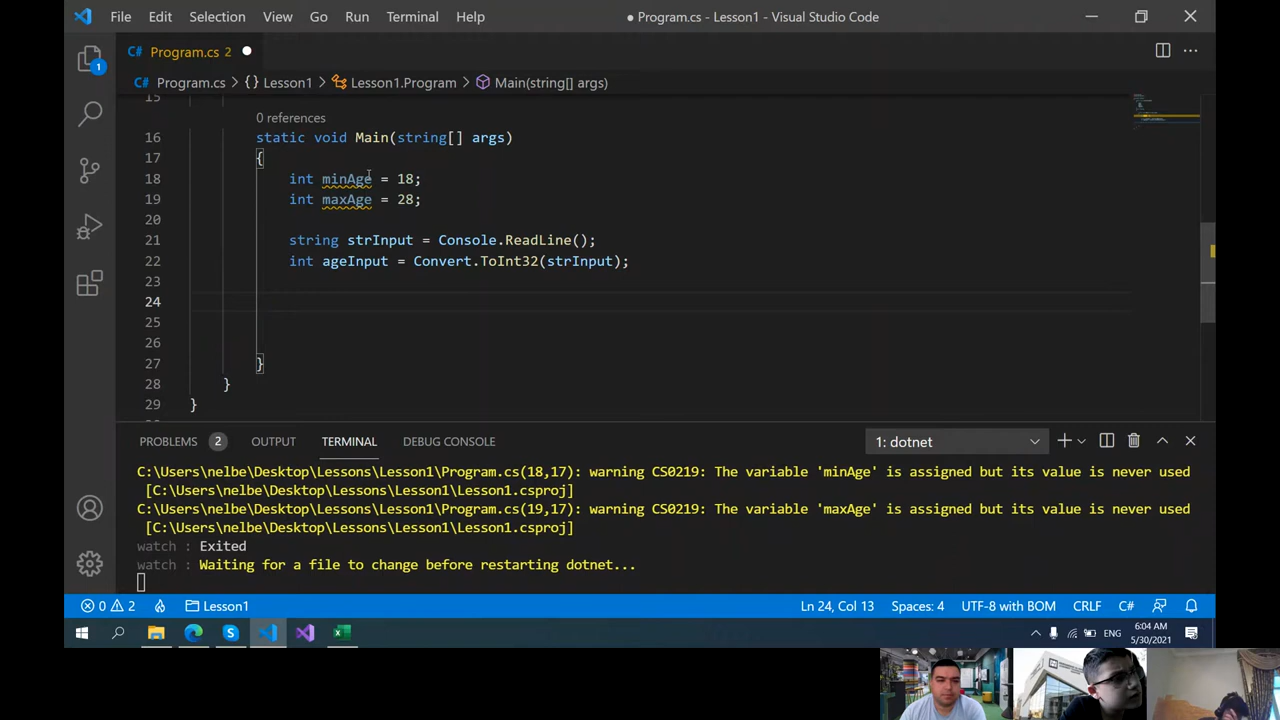 File Edit Selection View Go Run Terminal Help
● Program.cs - Lesson1 - Visual Studio Code
C# Program.cs 2 ●
1
C# Program.cs > {} Lesson1 > Lesson1.Program > Main(string[] args)
15
0 references
16 static void Main(string[] args)
17 {
18 int minAge = 18;
19 int maxAge = 28;
20
21 string strInput = Console.ReadLine();
22 int ageInput = Convert.ToInt32(strInput);
23
24
25
26
27 }
28 }
29 }
PROBLEMS 2 OUTPUT TERMINAL DEBUG CONSOLE 1: dotnet
C:\Users\nelbe\Desktop\Lessons\Lesson1\Program.cs(18,17): warning CS0219: The variable 'minAge' is assigned but its value is never used
[C:\Users\nelbe\Desktop\Lessons\Lesson1\Lesson1.csproj]
C:\Users\nelbe\Desktop\Lessons\Lesson1\Program.cs(19,17): warning CS0219: The variable 'maxAge' is assigned but its value is never used
[C:\Users\nelbe\Desktop\Lessons\Lesson1\Lesson1.csproj]
watch : Exited
watch : Waiting for a file to change before restarting dotnet...
0 2 Lesson1 Ln 24, Col 13 Spaces: 4 UTF-8 with BOM CRLF C#
ENG 6:04 AM
5/30/2021